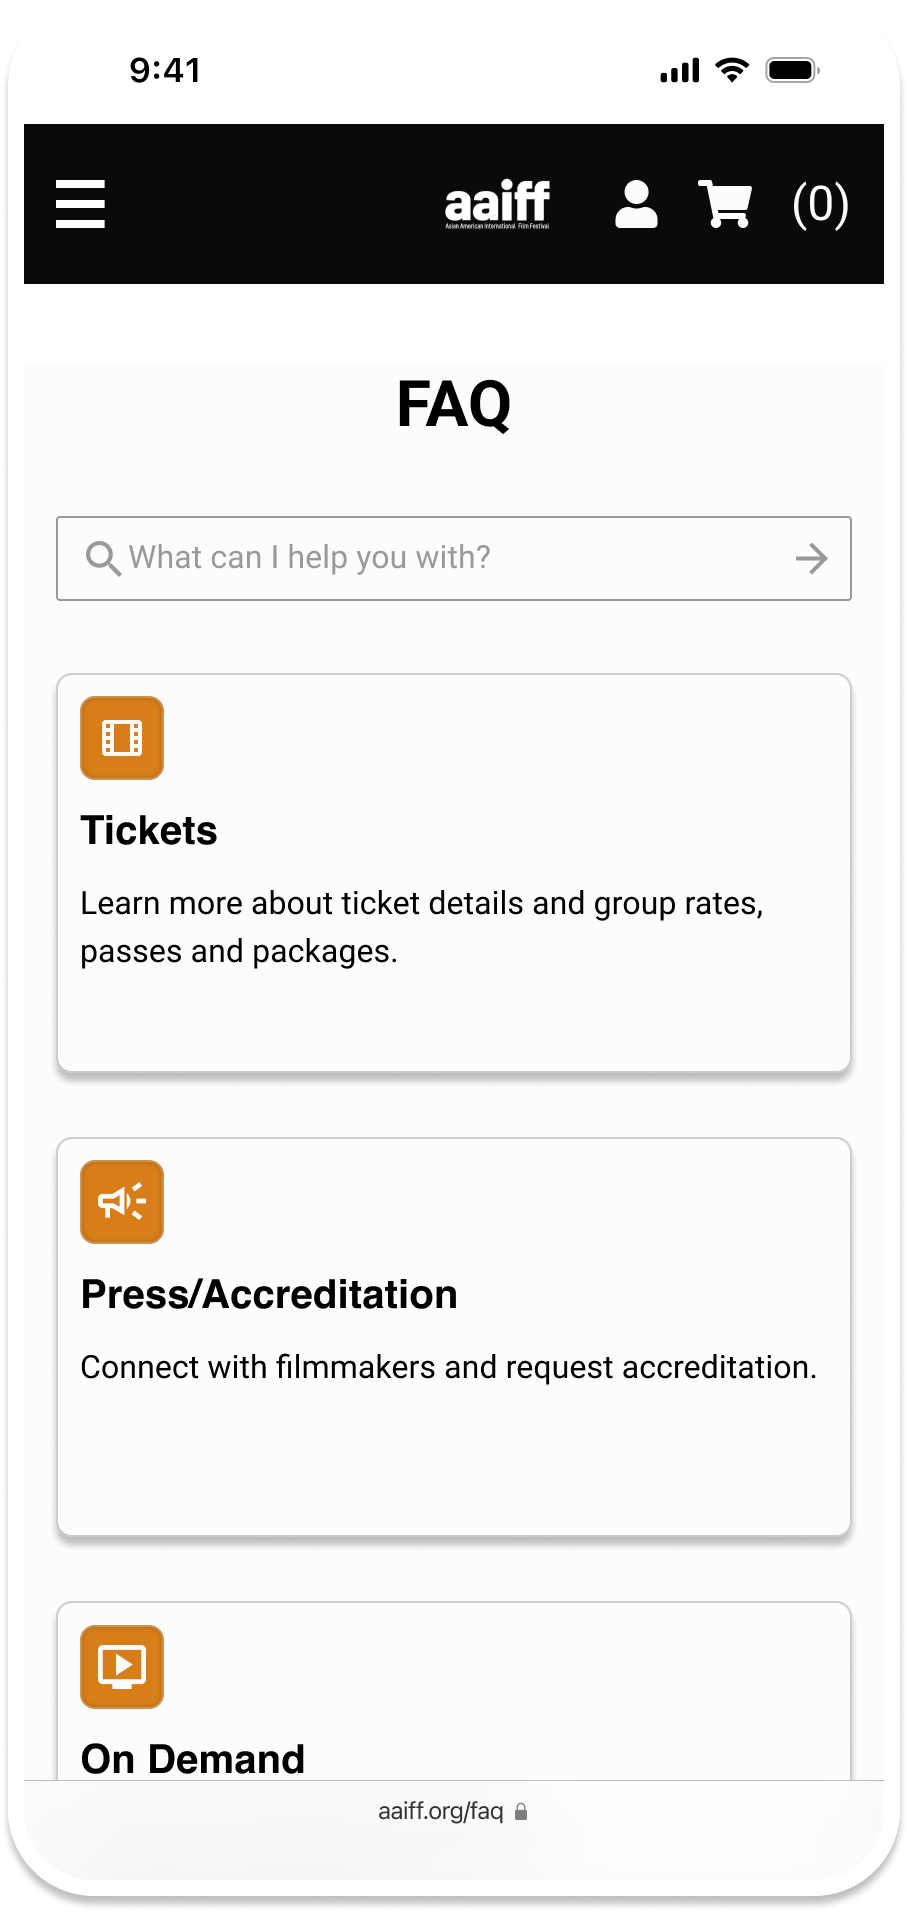 9:41
aaiff
Asian American International Film Festival
(0)
FAQ
What can I help you with?
Tickets
Learn more about ticket details and group rates,
passes and packages.
Press/Accreditation
Connect with filmmakers and request accreditation.
On Demand
aaiff.org/faq